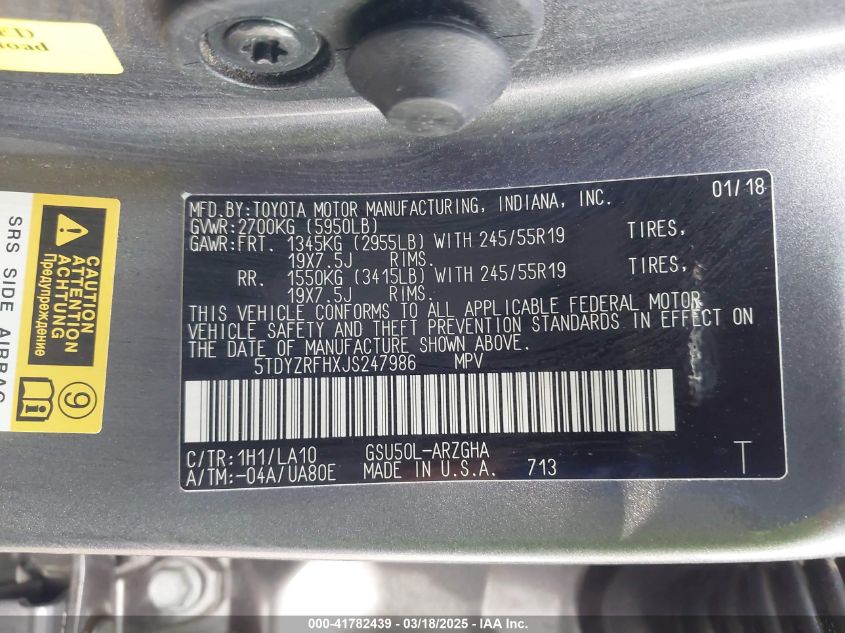 oad
SRS SIDE AIRBAG
CAUTION
ATTENTION
ACHTUNG
Предупреждение
9
MFD.BY:TOYOTA MOTOR MANUFACTURING, INDIANA, INC. 01/18
GVWR:2700KG (5950LB)
GAWR:FRT. 1345KG (2955LB) WITH 245/55R19 TIRES,
19X7.5J RIMS.
RR. 1550KG (3415LB) WITH 245/55R19 TIRES,
19X7.5J RIMS.
THIS VEHICLE CONFORMS TO ALL APPLICABLE FEDERAL MOTOR
VEHICLE SAFETY AND THEFT PREVENTION STANDARDS IN EFFECT ON
THE DATE OF MANUFACTURE SHOWN ABOVE.
5TDYZRFHXJS247986 MPV
C/TR:1H1/LA10 GSU50L-ARZGHA
A/TM:-04A/UA80E MADE IN U.S.A. 713 T
000-41782439 - 03/18/2025 - IAA Inc.